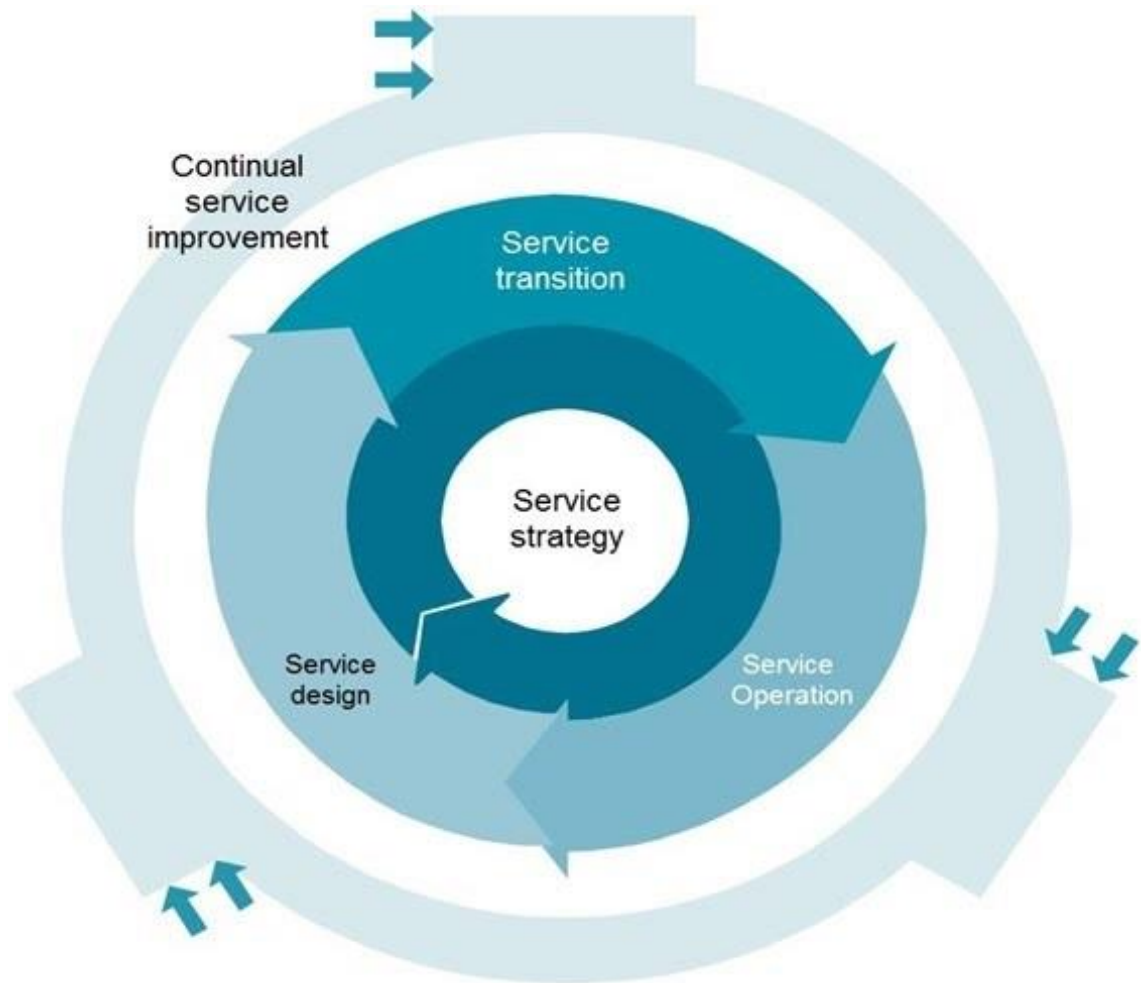 Continual
service
improvement
Service
transition
Service
strategy
Service
design
Service
Operation